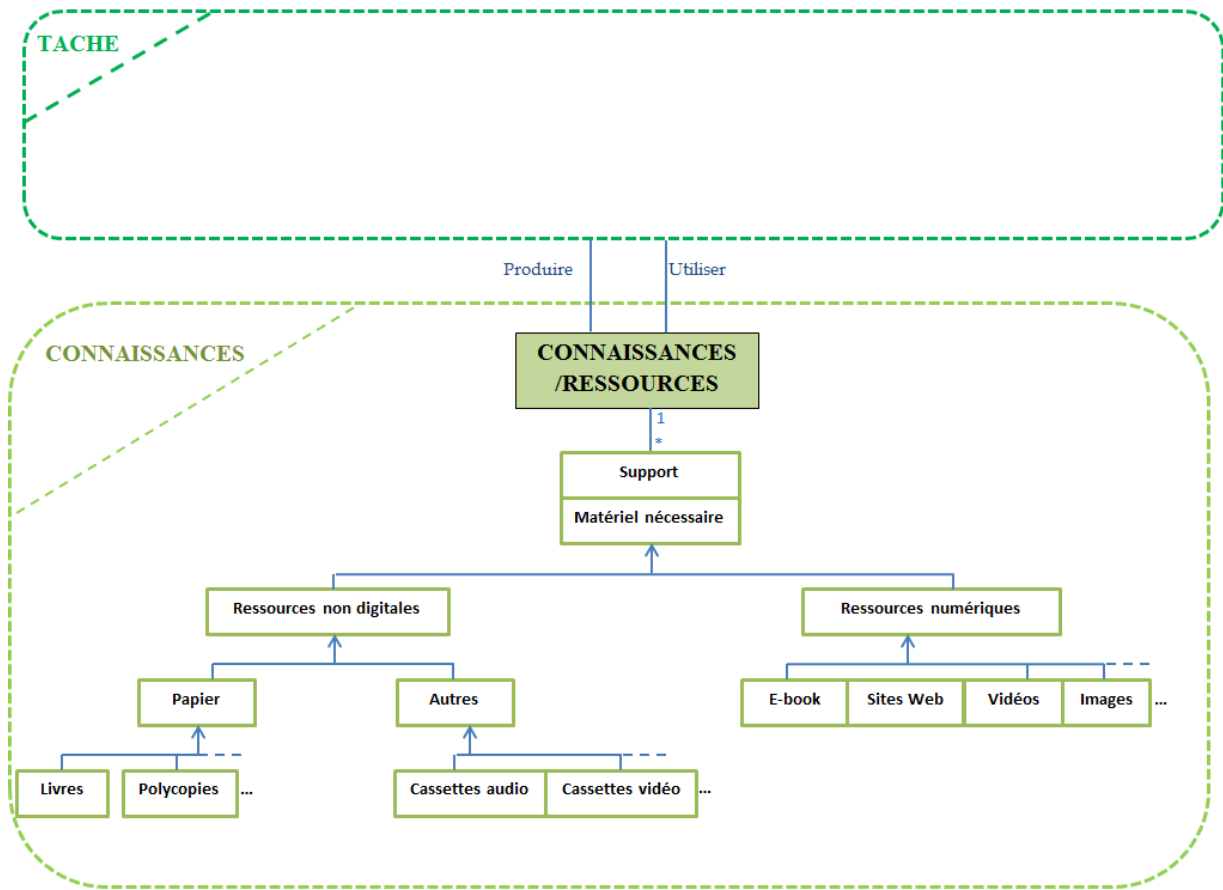 TACHE
Produire
Utiliser
CONNAISSANCES
CONNAISSANCES
/RESSOURCES
1
*
Support
Matériel nécessaire
Ressources non digitales
Ressources numériques
Papier
Autres
E-book
Sites Web
Vidéos
Images
...
Livres
Polycopies
...
Cassettes audio
Cassettes vidéo
...